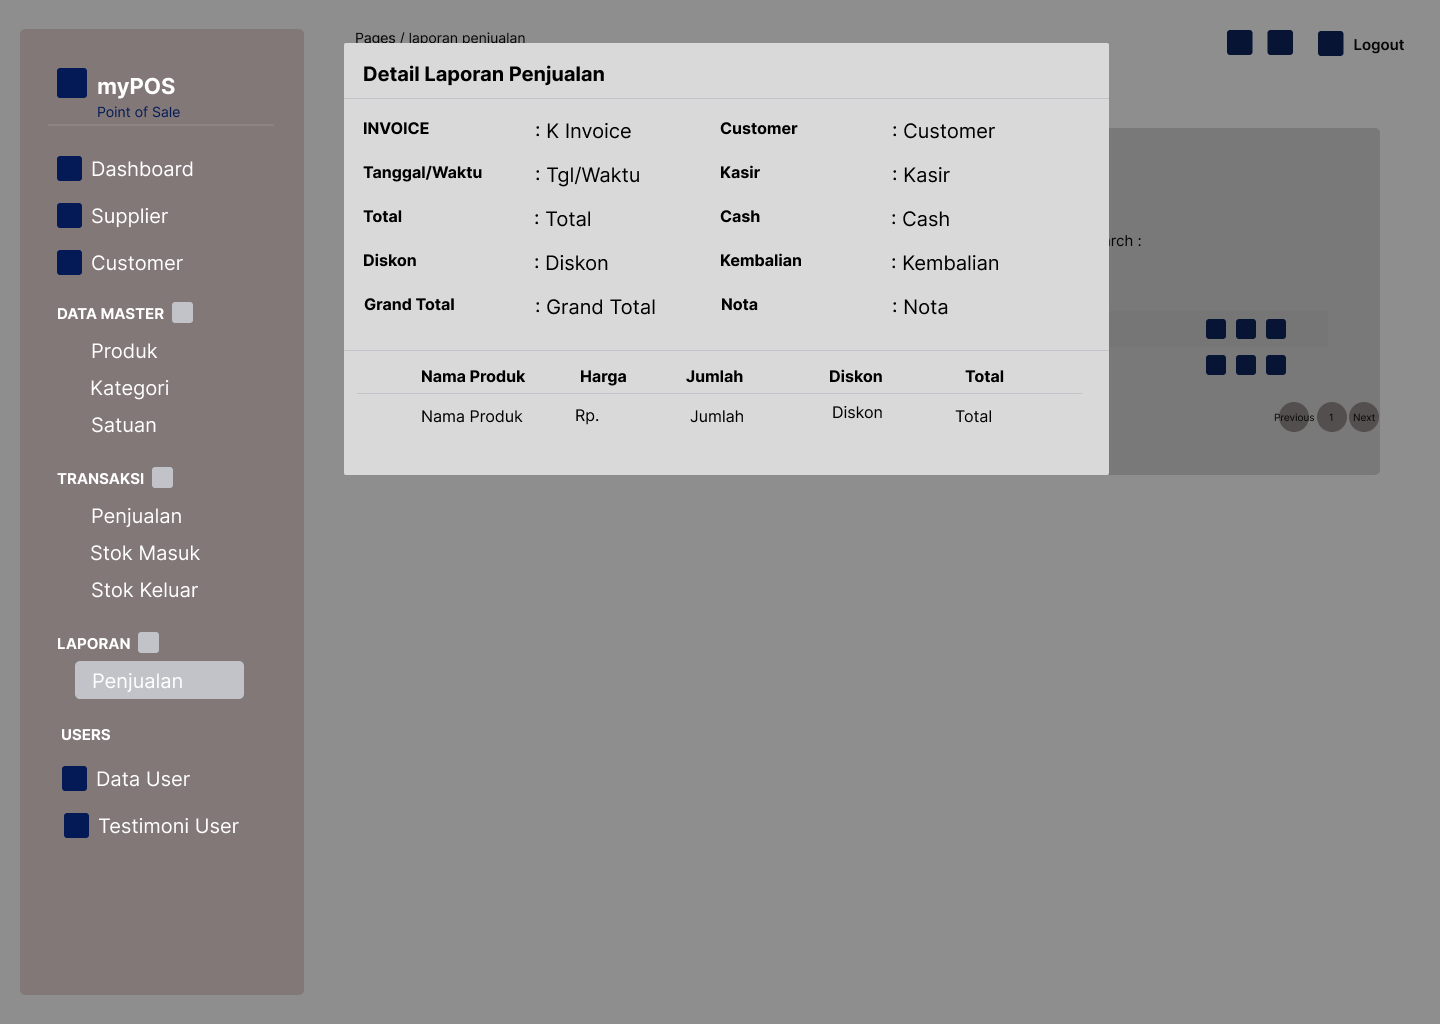 myPOS
Point of Sale
Dashboard
Supplier
Customer
DATA MASTER
Produk
Kategori
Satuan
TRANSAKSI
Penjualan
Stok Masuk
Stok Keluar
LAPORAN
Penjualan
USERS
Data User
Testimoni User
Pages / laporan penjualan
Logout
Detail Laporan Penjualan
INVOICE : K Invoice Customer : Customer
Tanggal/Waktu : Tgl/Waktu Kasir : Kasir
Total : Total Cash : Cash
Diskon : Diskon Kembalian : Kembalian
Grand Total : Grand Total Nota : Nota
Nama Produk Harga Jumlah Diskon Total
Nama Produk Rp. Jumlah Diskon Total
Previous 1 Next